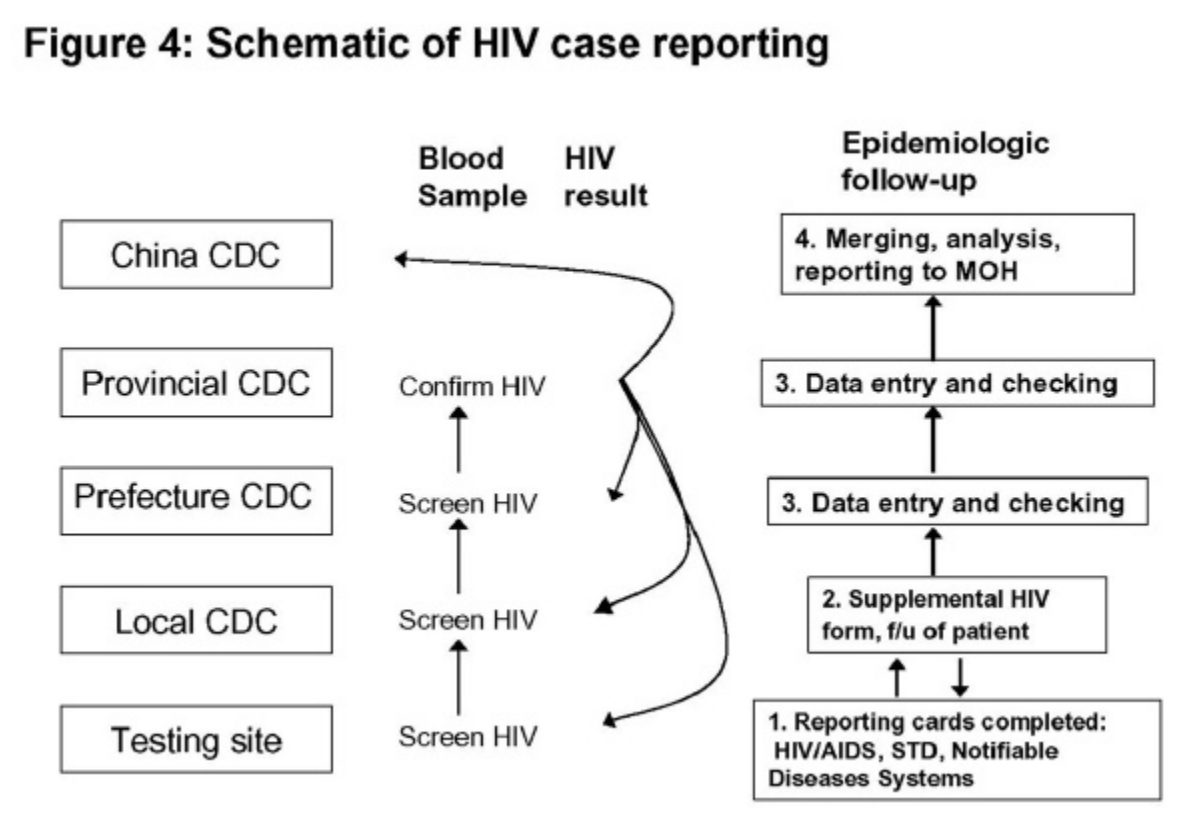 Figure 4: Schematic of HIV case reporting
Blood
Sample
HIV
result
Epidemiologic
follow-up
China CDC
4. Merging, analysis,
reporting to MOH
Provincial CDC
Confirm HIV
3. Data entry and checking
Prefecture CDC
Screen HIV
3. Data entry and checking
Local CDC
Screen HIV
2. Supplemental HIV
form, f/u of patient
Testing site
Screen HIV
1. Reporting cards completed:
HIV/AIDS, STD, Notifiable
Diseases Systems